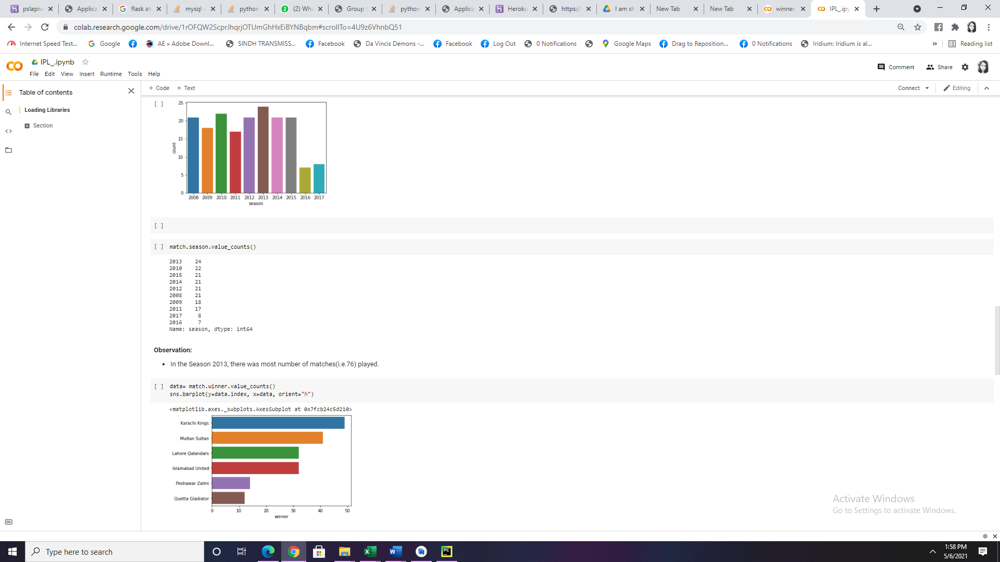 pslapiv
Applica
flask at
mysql -
python
(2) Wha
Group
python
Applica
Heroku
https://
I am sh
New Tab
New Tab
winner_
IPL_.ipy
colab.research.google.com/drive/1rOFQW2ScprJhqrjOTUmGhHxEiBYNBqbm#scrollTo=4U9z6VhnbQ51
Internet Speed Test...
Google
AE » Adobe Downl...
SINDH TRANSMISS...
Facebook
Da Vincis Demons -...
Facebook
Log Out
0 Notifications
Google Maps
Drag to Reposition...
0 Notifications
Iridium: Iridium is al...
»
Reading list
IPL_.ipynb
File Edit View Insert Runtime Tools Help
Comment
Share
Table of contents
Loading Libraries
Section
+ Code + Text
Connect
Editing
[ ]
25
20
15
10
5
0
count
2008 2009 2010 2011 2012 2013 2014 2015 2016 2017
season
[ ]
[ ] match.season.value_counts()
2013 24
2010 22
2015 21
2014 21
2012 21
2008 21
2009 18
2011 17
2017 8
2016 7
Name: season, dtype: int64
Observation:
• In the Season 2013, there was most number of matches(i.e.76) played.
[ ] data= match.winner.value_counts()
sns.barplot(y=data.index, x=data, orient="h")
<matplotlib.axes._subplots.AxesSubplot at 0x7fcb24c5d210>
Karachi Kings
Multan Sultan
Lahore Qalandars
Islamabad United
Peshawar Zalmi
Quetta Gladiator
0 10 20 30 40 50
winner
Activate Windows
Go to Settings to activate Windows.
Type here to search
1:58 PM
5/6/2021